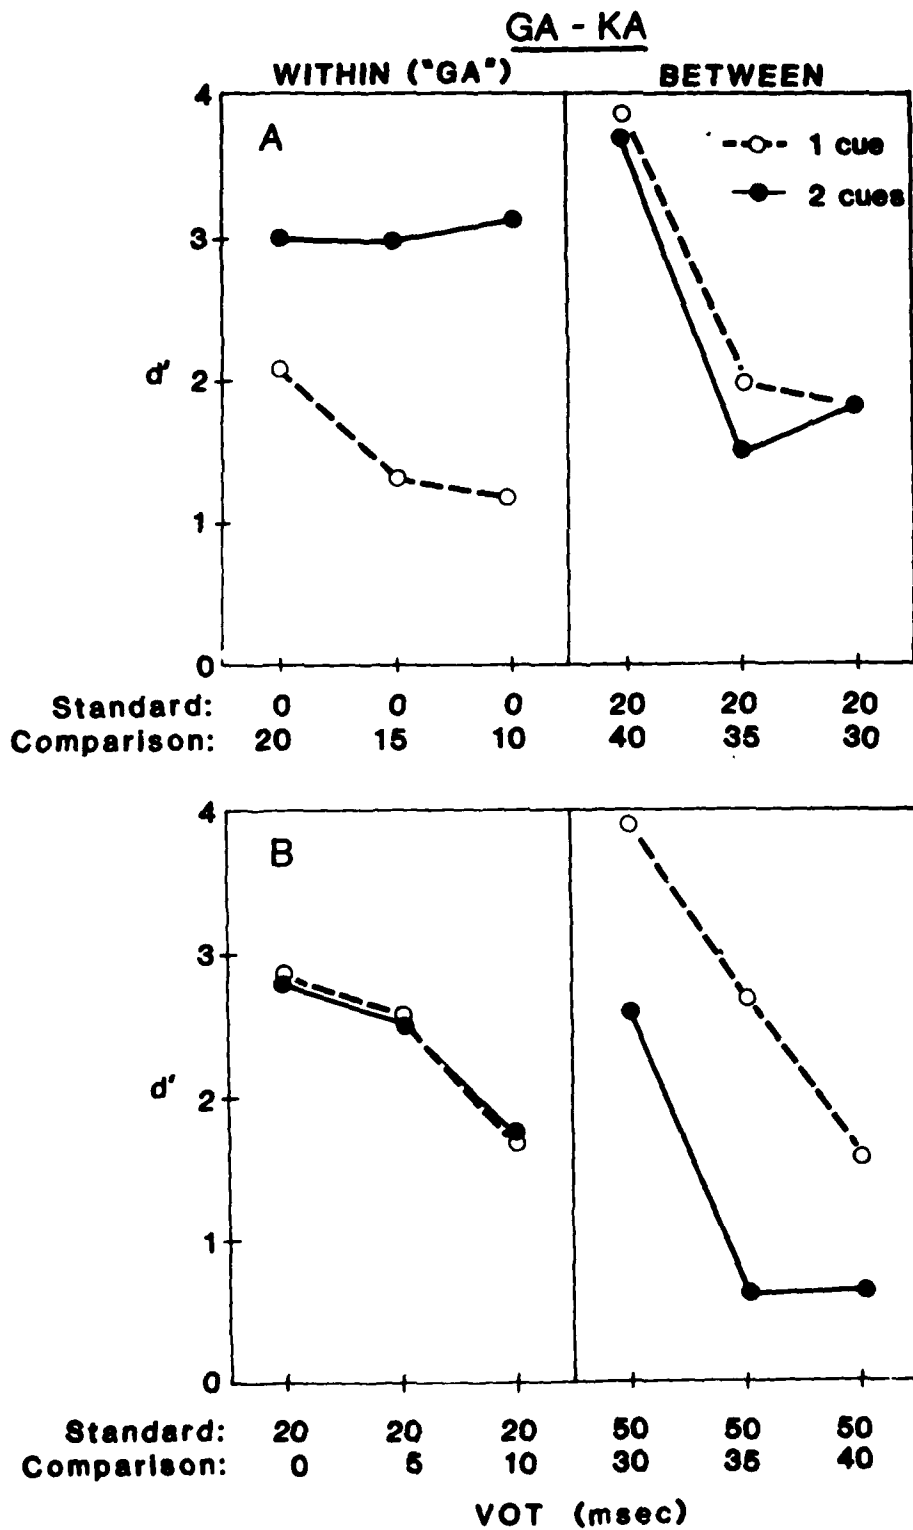 GA - KA
WITHIN ("GA") BETWEEN
4
A
1 cue
2 cues
3
d' 2
1
0
Standard: 0 0 0 20 20 20
Comparison: 20 15 10 40 35 30
4
B
3
d'
2
1
0
Standard: 20 20 20 50 50 50
Comparison: 0 5 10 30 35 40
VOT (msec)